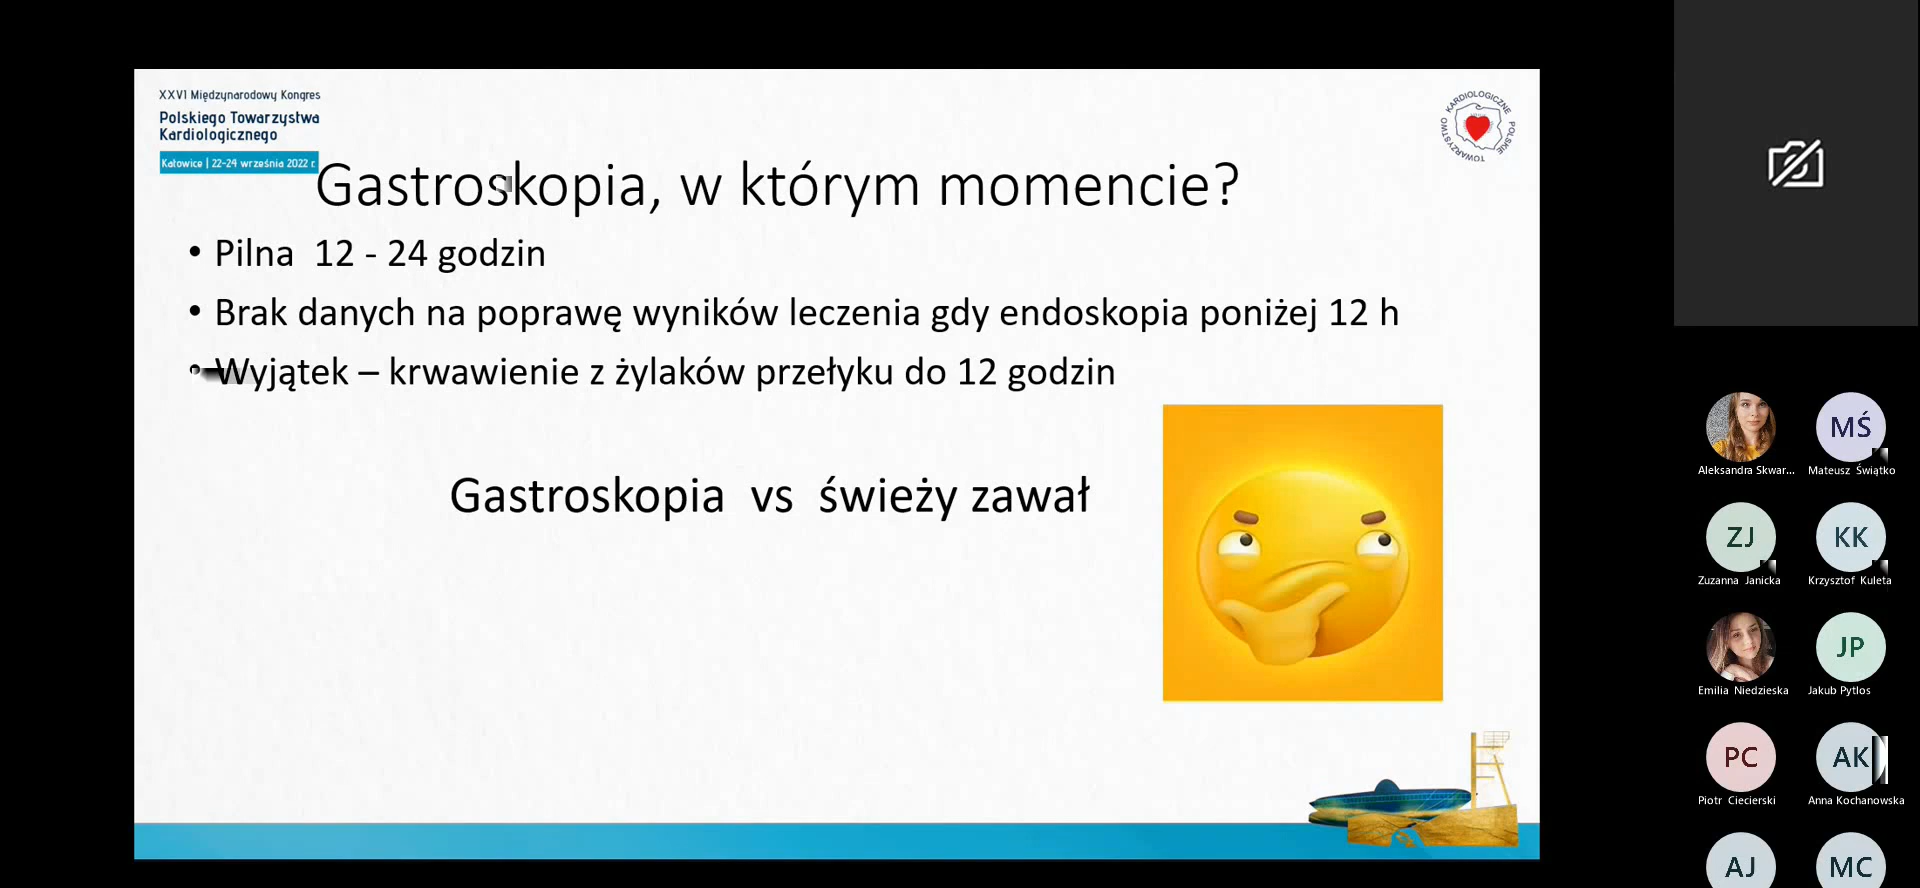 XXVI Międzynarodowy Kongres
Polskiego Towarzystwa
Kardiologicznego
Katowice | 22-24 września 2022 r.
POLSKIE TOWARZYSTWO KARDIOLOGICZNE
Gastroskopia, w którym momencie?
• Pilna 12 - 24 godzin
• Brak danych na poprawę wyników leczenia gdy endoskopia poniżej 12 h
• Wyjątek – krwawienie z żylaków przełyku do 12 godzin
Gastroskopia vs świeży zawał
Aleksandra Skwar...
MŚ
Mateusz Świątko
ZJ
Zuzanna Janicka
KK
Krzysztof Kuleta
Emilia Niedzieska
JP
Jakub Pytlos
PC
Piotr Ciecierski
AK
Anna Kochanowska
AJ
MC